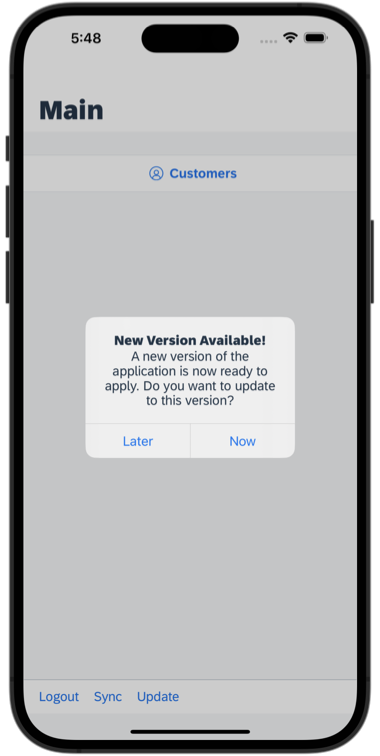 5:48
Main
Customers
New Version Available!
A new version of the
application is now ready to
apply. Do you want to update
to this version?
Later Now
Logout Sync Update